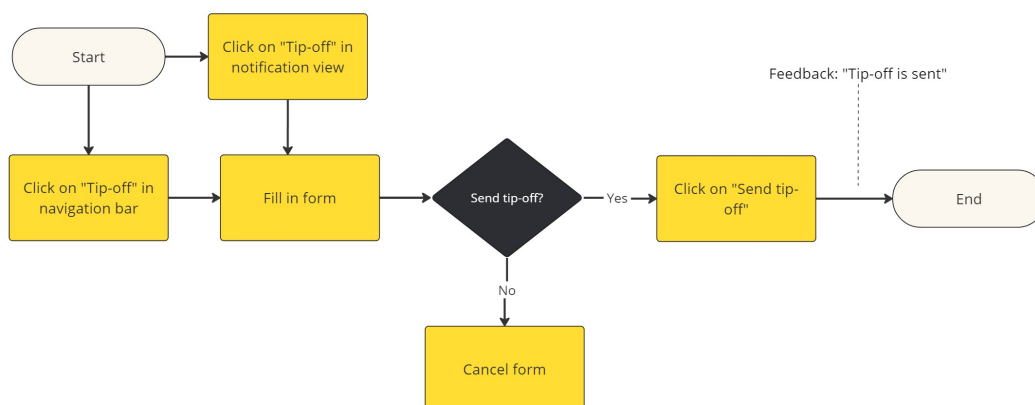 Start
Click on "Tip-off" in
notification view
Feedback: "Tip-off is sent"
Click on "Tip-off" in
navigation bar
Fill in form
Send tip-off?
Yes
Click on "Send tip-
off"
End
No
Cancel form